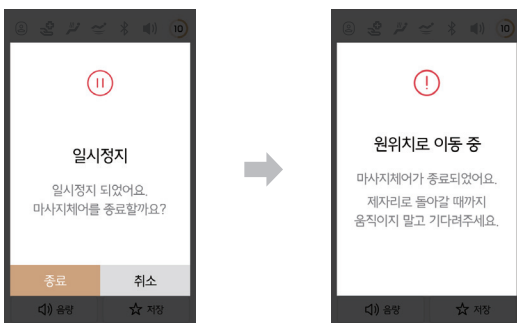 10
일시정지
일시정지 되었어요.
마사지체어를 종료할까요?
종료
취소
음량
저장
10
원위치로 이동 중
마사지체어가 종료되었어요.
제자리로 돌아갈 때까지
움직이지 말고 기다려주세요.
음량
저장